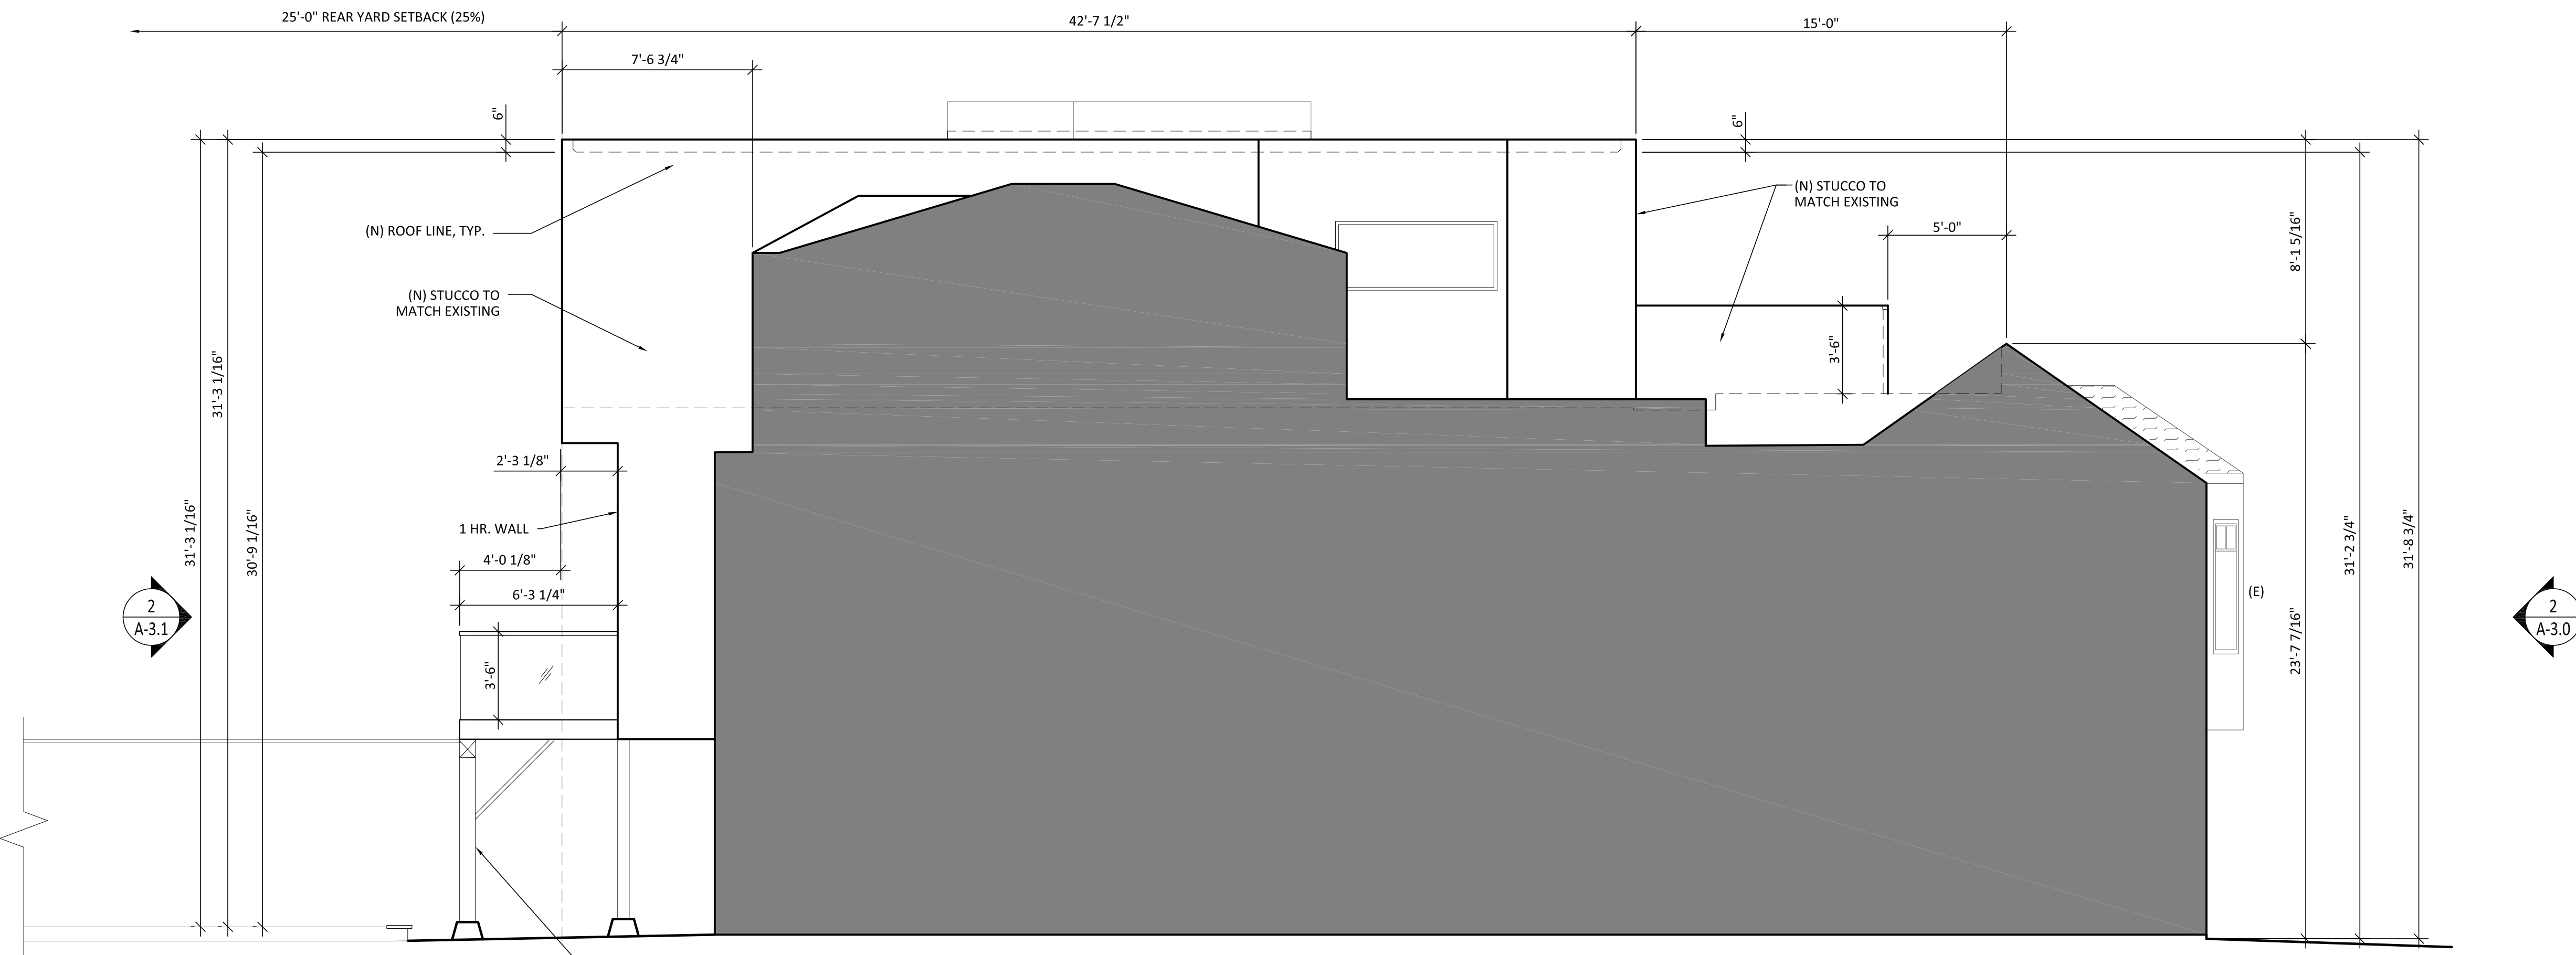 25'-0" REAR YARD SETBACK (25%)
42'-7 1/2"
15'-0"
7'-6 3/4"
6"
6"
(N) STUCCO TO
MATCH EXISTING
(N) ROOF LINE, TYP.
5'-0"
8'-1 5/16"
(N) STUCCO TO
MATCH EXISTING
3'-6"
31'-3 1/16"
2'-3 1/8"
1 HR. WALL
31'-3 1/16"
30'-9 1/16"
31'-2 3/4"
31'-8 3/4"
4'-0 1/8"
6'-3 1/4"
(E)
2
A-3.1
2
A-3.0
3'-6"
23'-7 7/16"